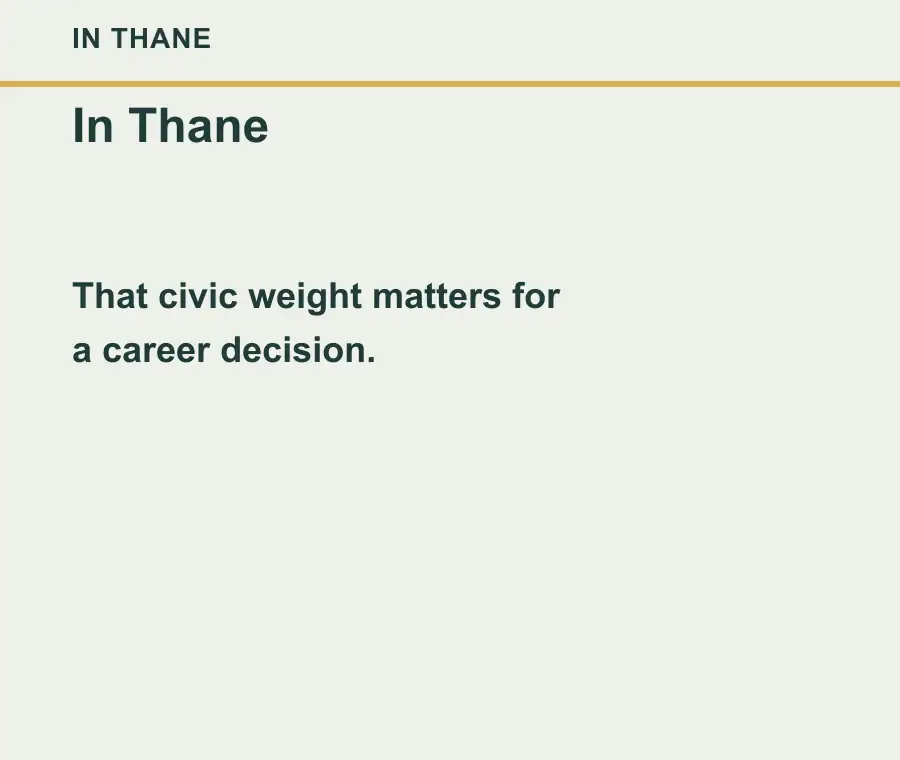 IN THANE
In Thane
That civic weight matters for
a career decision.